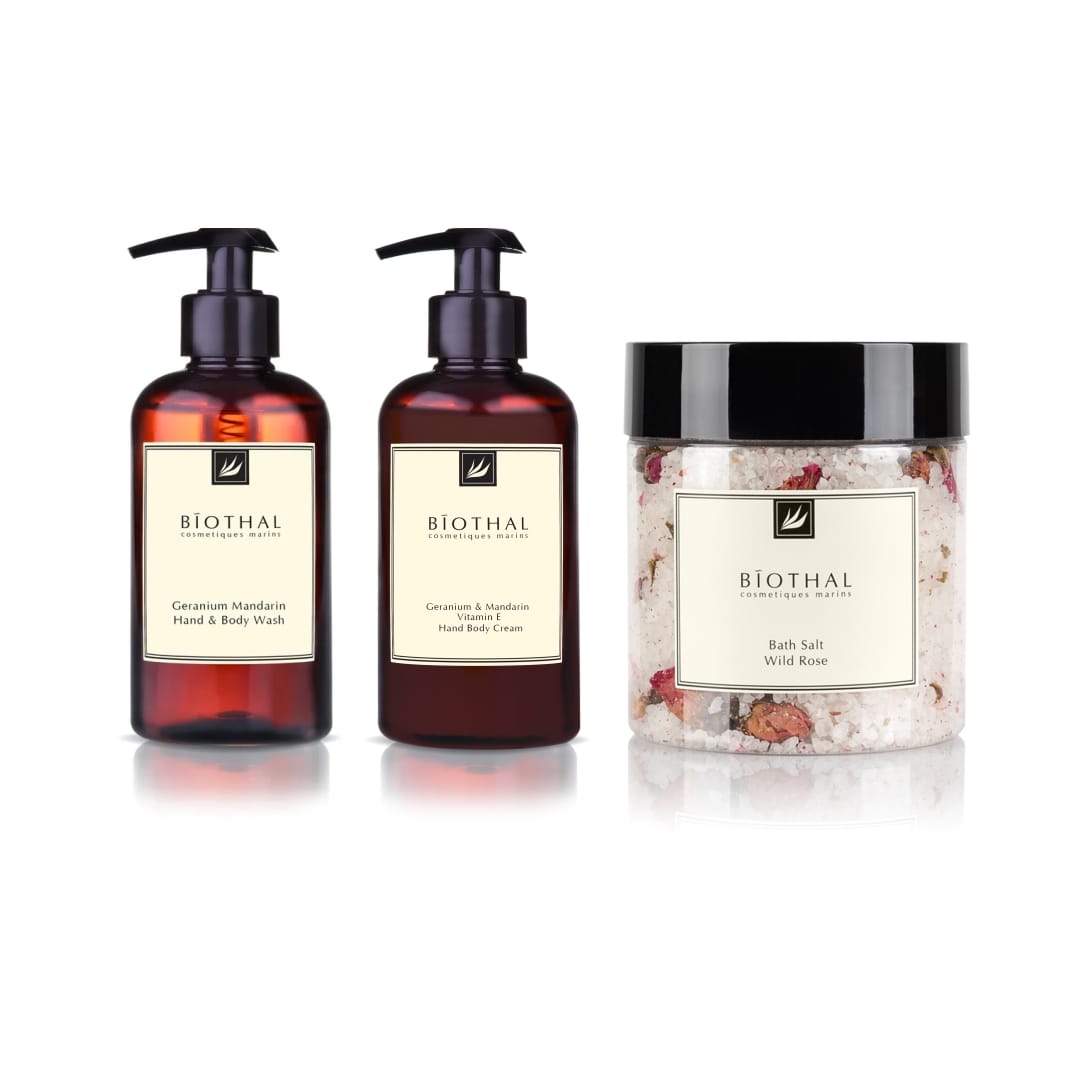 BĪOTHAL
cosmetiques marins
Geranium Mandarin
Hand & Body Wash
BĪOTHAL
cosmetiques marins
Geranium & Mandarin
Vitamin E
Hand Body Cream
BĪOTHAL
cosmetiques marins
Bath Salt
Wild Rose